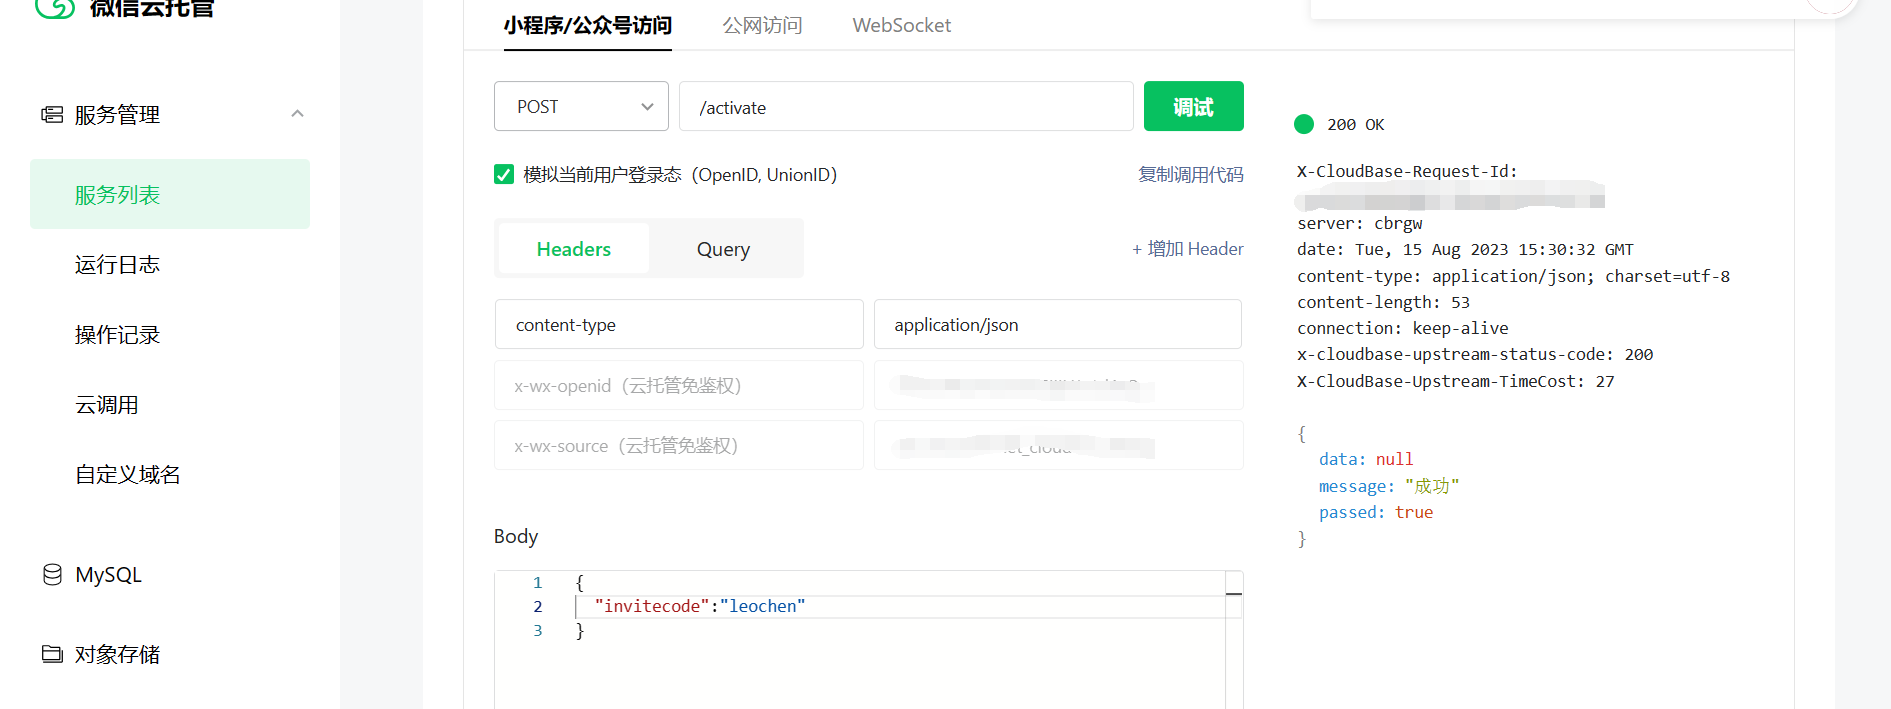 微信云托管
服务管理
服务列表
运行日志
操作记录
云调用
自定义域名
MySQL
对象存储
小程序/公众号访问
公网访问
WebSocket
POST
/activate
调试
模拟当前用户登录态（OpenID, UnionID）
复制调用代码
Headers
Query
+ 增加 Header
content-type
application/json
x-wx-openid（云托管免鉴权）
x-wx-source（云托管免鉴权）
Body
1 {
2 "invitecode":"leochen"
3 }
200 OK
X-CloudBase-Request-Id:
server: cbrgw
date: Tue, 15 Aug 2023 15:30:32 GMT
content-type: application/json; charset=utf-8
content-length: 53
connection: keep-alive
x-cloudbase-upstream-status-code: 200
X-CloudBase-Upstream-TimeCost: 27
{
data: null
message: "成功"
passed: true
}